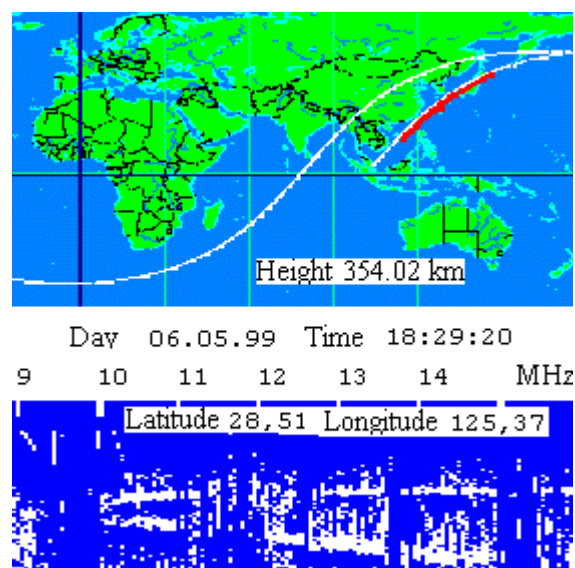 Height 354.02 km
Day 06.05.99 Time 18:29:20
9 10 11 12 13 14 MHz
Latitude 28,51 Longitude 125,37